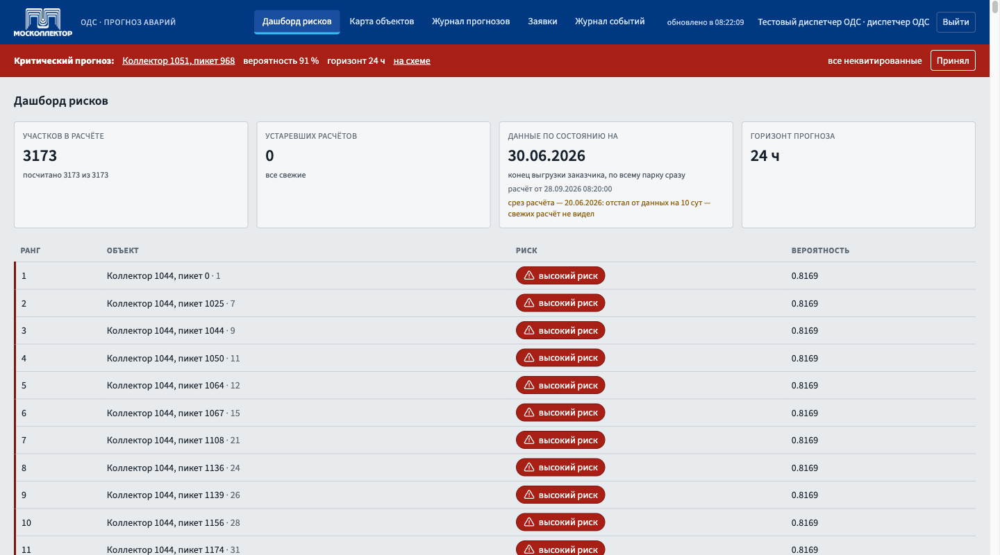 МОСКОЛЛЕКТОР
ОДС · ПРОГНОЗ АВАРИЙ
Дашборд рисков
Карта объектов
Журнал прогнозов
Заявки
Журнал событий
обновлено в 08:22:09
Тестовый диспетчер ОДС · диспетчер ОДС
Выйти
Критический прогноз: Коллектор 1051, пикет 968 вероятность 91 % горизонт 24 ч на схеме
все неквитированные
Принял
Дашборд рисков
УЧАСТКОВ В РАСЧЁТЕ
3173
посчитано 3173 из 3173
УСТАРЕВШИХ РАСЧЁТОВ
0
все свежие
ДАННЫЕ ПО СОСТОЯНИЮ НА
30.06.2026
конец выгрузки заказчика, по всему парку сразу
расчёт от 28.09.2026 08:20:00
срез расчёта — 20.06.2026: отстал от данных на 10 сут —
свежих расчёт не видел
ГОРИЗОНТ ПРОГНОЗА
24 ч
РАНГ ОБЪЕКТ РИСК ВЕРОЯТНОСТЬ
1 Коллектор 1044, пикет 0 · 1 высокий риск 0.8169
2 Коллектор 1044, пикет 1025 · 7 высокий риск 0.8169
3 Коллектор 1044, пикет 1044 · 9 высокий риск 0.8169
4 Коллектор 1044, пикет 1050 · 11 высокий риск 0.8169
5 Коллектор 1044, пикет 1064 · 12 высокий риск 0.8169
6 Коллектор 1044, пикет 1067 · 15 высокий риск 0.8169
7 Коллектор 1044, пикет 1108 · 21 высокий риск 0.8169
8 Коллектор 1044, пикет 1136 · 24 высокий риск 0.8169
9 Коллектор 1044, пикет 1139 · 26 высокий риск 0.8169
10 Коллектор 1044, пикет 1156 · 28 высокий риск 0.8169
11 Коллектор 1044, пикет 1174 · 31 высокий риск 0.8169